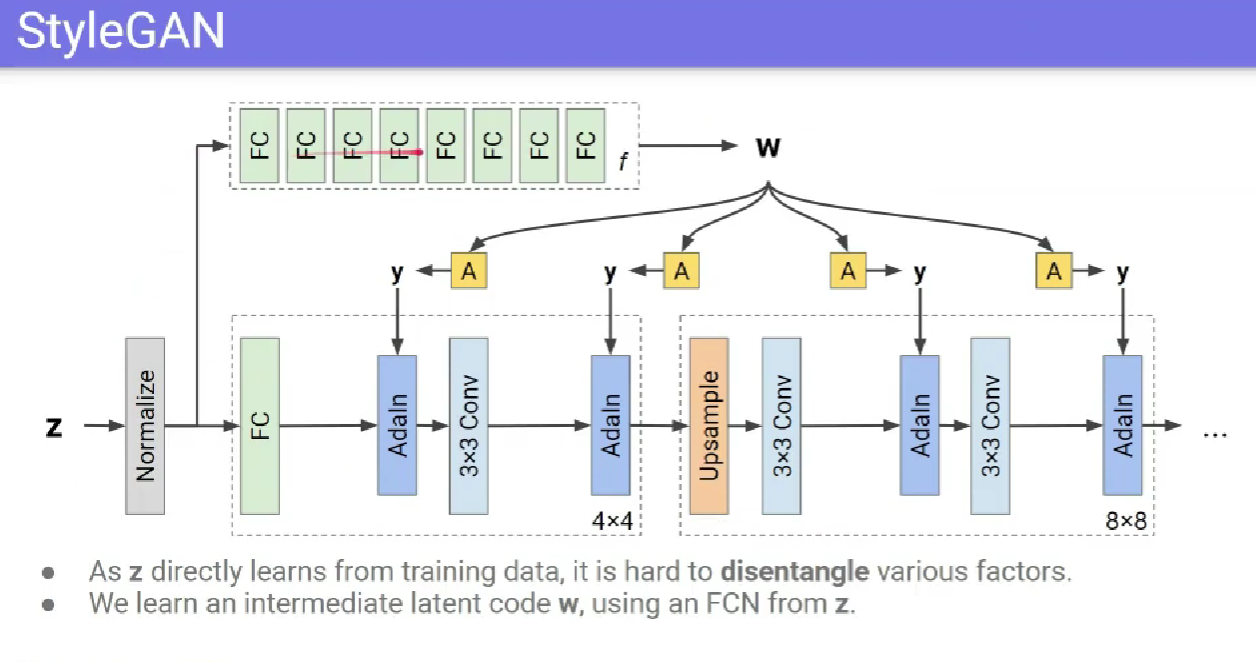 StyleGAN
FC FC FC FC FC FC FC FC f
w
y A y A A y A y
z Normalize FC AdaIn 3×3 Conv AdaIn Upsample 3×3 Conv AdaIn 3×3 Conv AdaIn ...
4×4 8×8
● As z directly learns from training data, it is hard to disentangle various factors.
● We learn an intermediate latent code w, using an FCN from z.